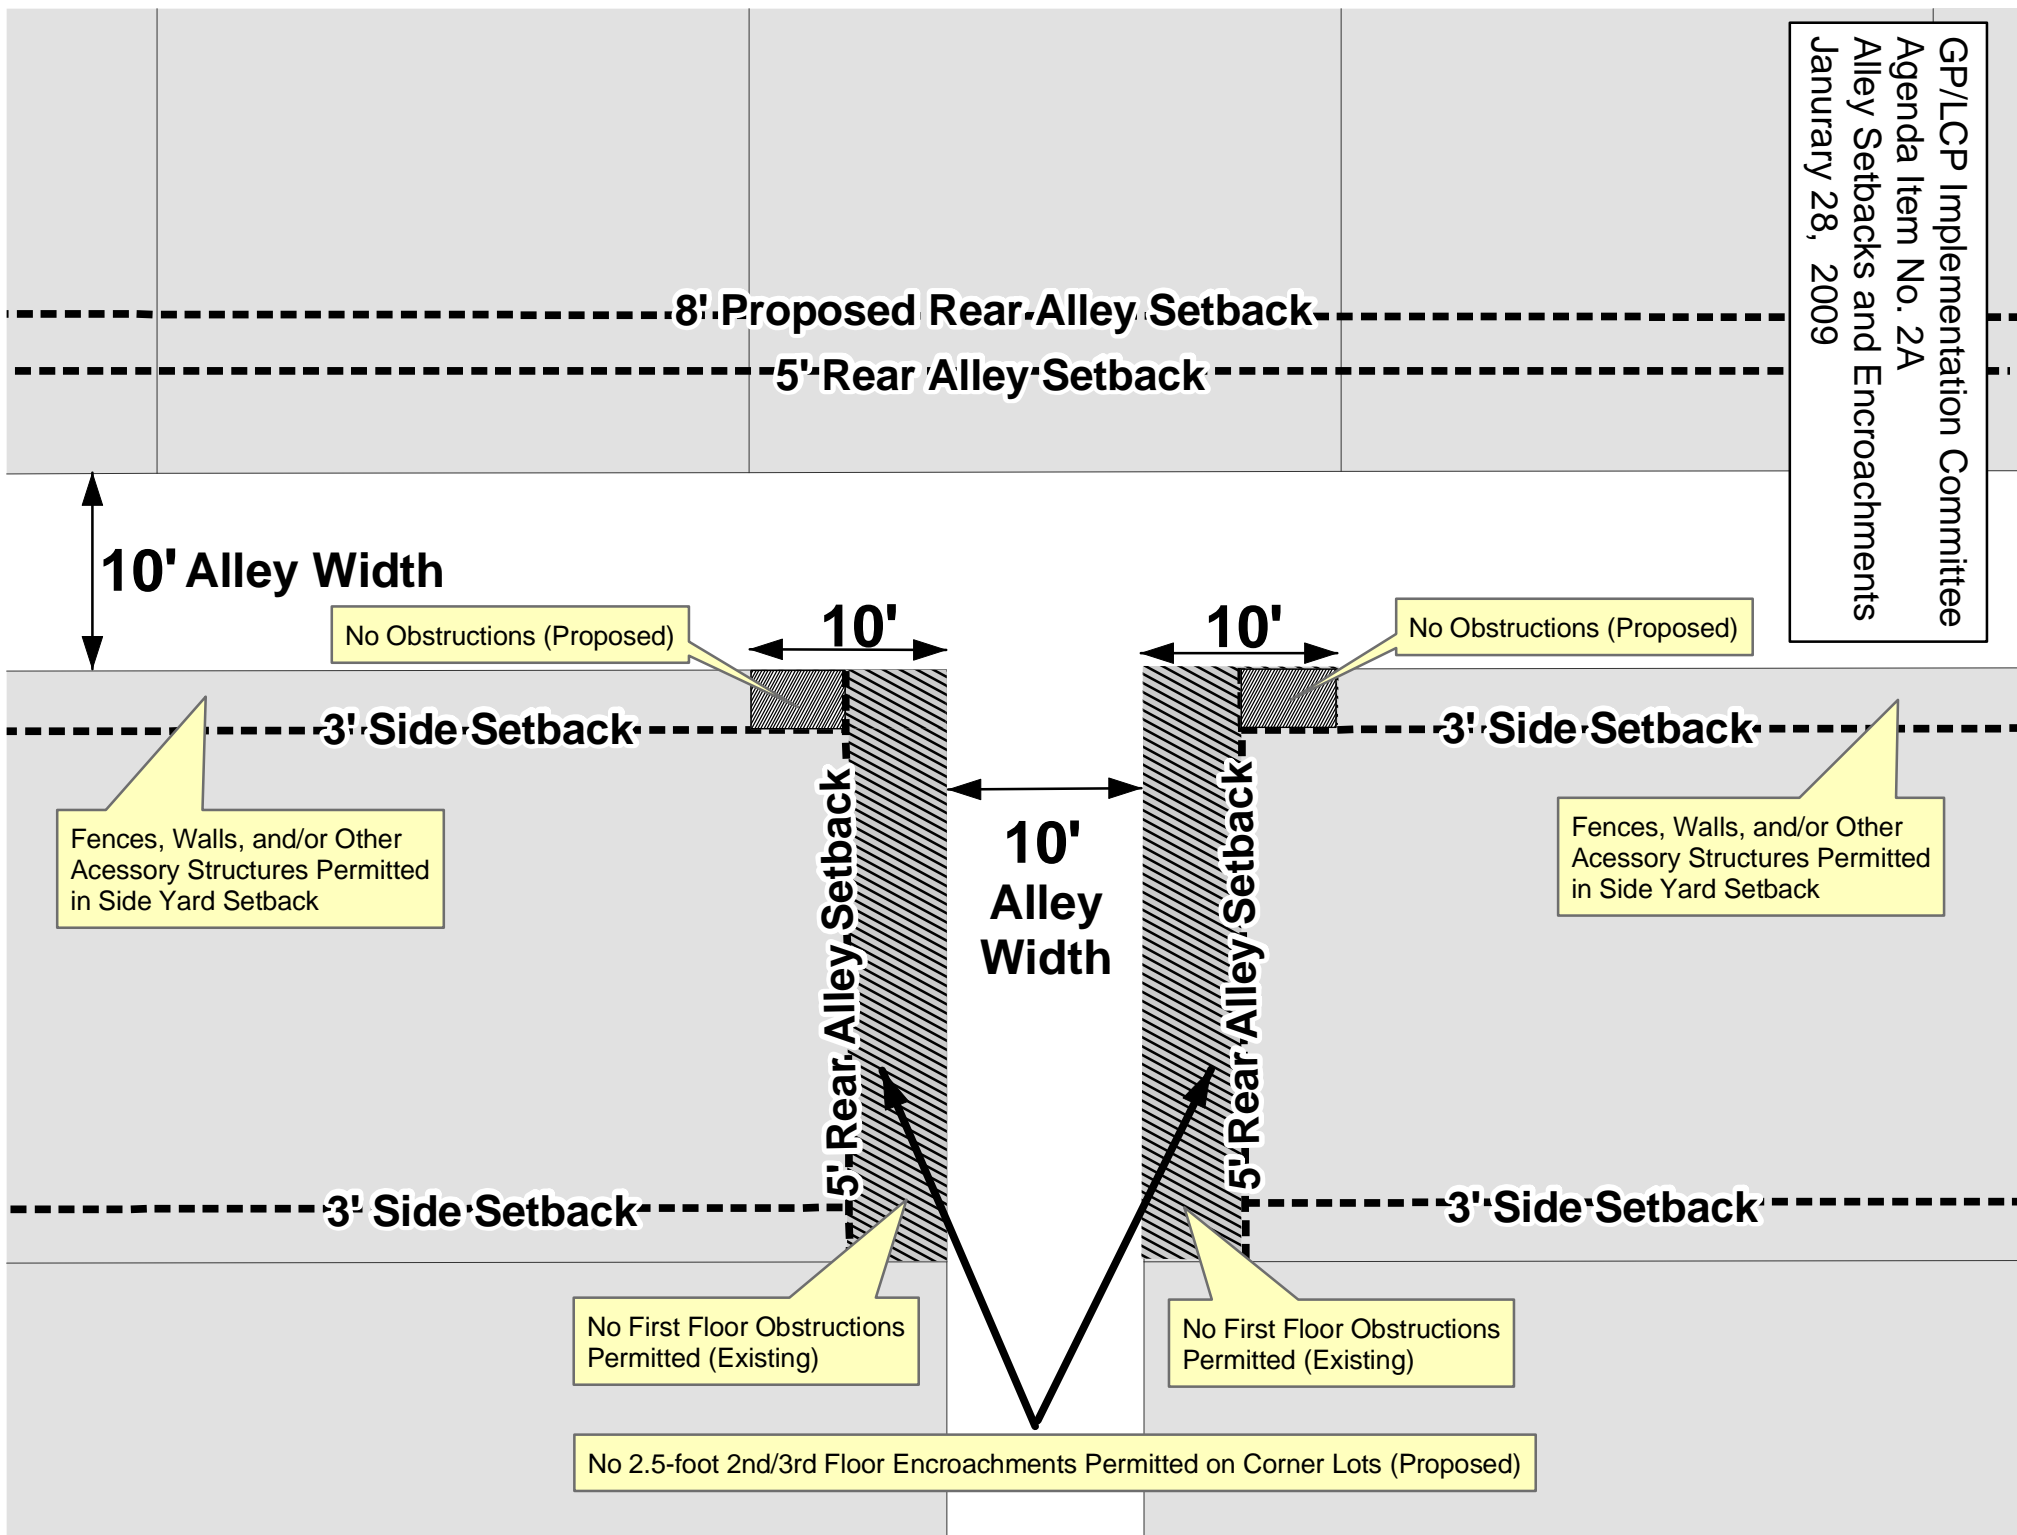 GP/LCP Implementation Committee
Agenda Item No. 2A
Alley Setbacks and Encroachments
Janurary 28, 2009
8' Proposed Rear Alley Setback
5' Rear Alley Setback
10' Alley Width
No Obstructions (Proposed)
10'
10'
No Obstructions (Proposed)
3' Side Setback
3' Side Setback
Fences, Walls, and/or Other
Acessory Structures Permitted
in Side Yard Setback
5' Rear Alley Setback
10'
Alley
Width
5' Rear Alley Setback
Fences, Walls, and/or Other
Acessory Structures Permitted
in Side Yard Setback
3' Side Setback
3' Side Setback
No First Floor Obstructions
Permitted (Existing)
No First Floor Obstructions
Permitted (Existing)
No 2.5-foot 2nd/3rd Floor Encroachments Permitted on Corner Lots (Proposed)